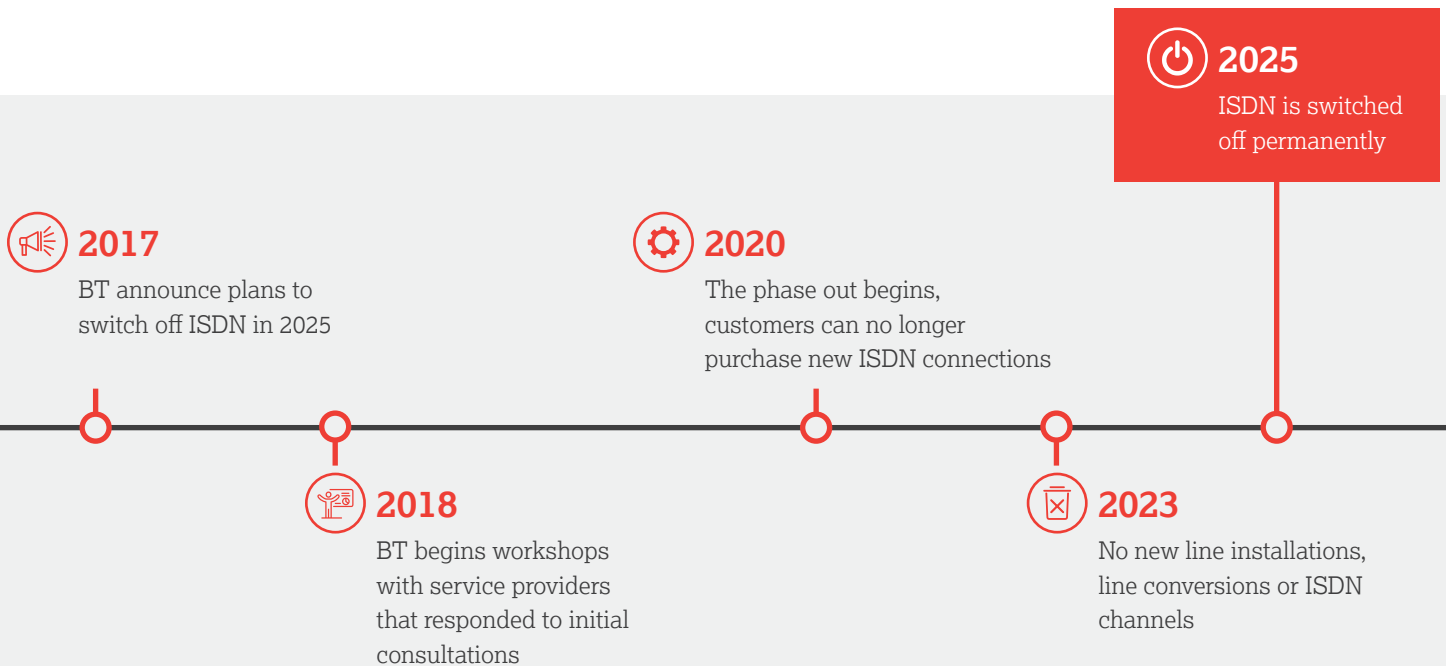 2017
BT announce plans to
switch off ISDN in 2025
2018
BT begins workshops
with service providers
that responded to initial
consultations
2020
The phase out begins,
customers can no longer
purchase new ISDN connections
2023
No new line installations,
line conversions or ISDN
channels
2025
ISDN is switched
off permanently